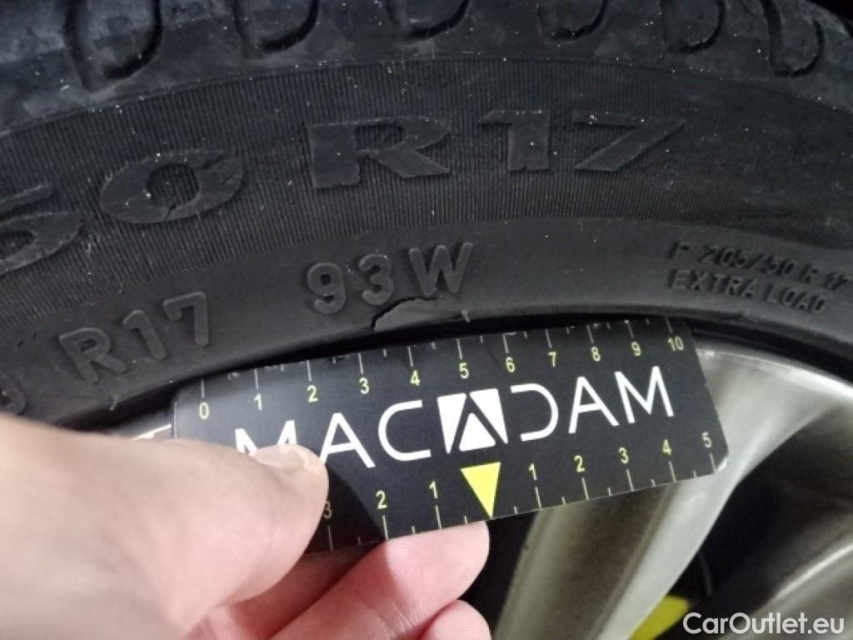 50 R17
R17 93 W
P 205/50 R 17
EXTRA LOAD
0 1 2 3 4 5 6 7 8 9 10
MACADAM
3 2 1 1 2 3 4 5
CarOutlet.eu